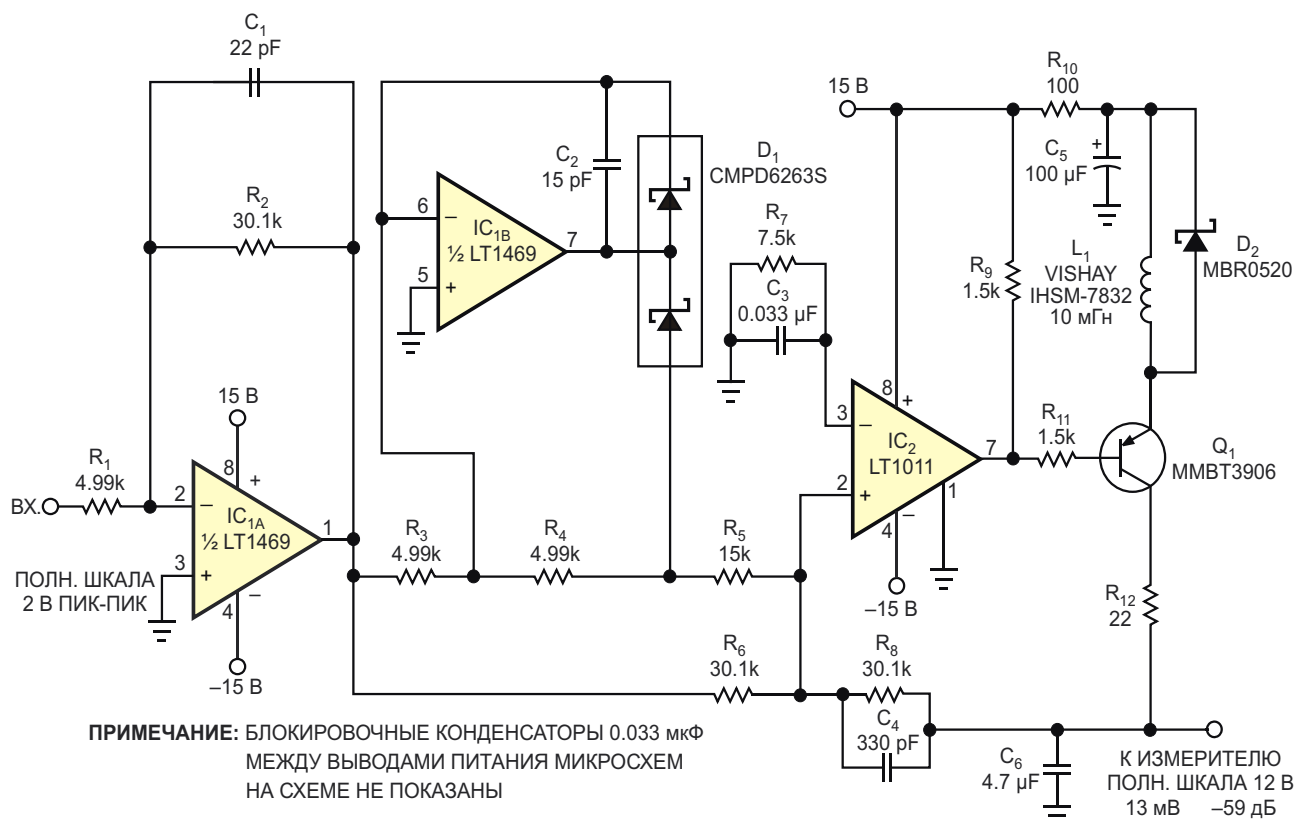 C1
22 pF
R2
30.1k
R1
4.99k
ВХ.
ПОЛН. ШКАЛА
2 В ПИК-ПИК
15 В
8
+
2
–
IC1A
½ LT1469
1
3
+
4
–
–15 В
C2
15 pF
D1
CMPD6263S
6
–
IC1B
½ LT1469
7
5
+
R3
4.99k
R4
4.99k
R5
15k
R6
30.1k
R7
7.5k
C3
0.033 µF
15 В
R10
100
C5
+
100 µF
R9
1.5k
L1
VISHAY
IHSM-7832
10 мГн
D2
MBR0520
8
+
3
–
IC2
LT1011
7
2
+
1
4
–
–15 В
R11
1.5k
Q1
MMBT3906
R12
22
R8
30.1k
C4
330 pF
C6
4.7 µF
К ИЗМЕРИТЕЛЮ
ПОЛН. ШКАЛА 12 В
13 мВ –59 дБ
ПРИМЕЧАНИЕ: БЛОКИРОВОЧНЫЕ КОНДЕНСАТОРЫ 0.033 мкФ
МЕЖДУ ВЫВОДАМИ ПИТАНИЯ МИКРОСХЕМ
НА СХЕМЕ НЕ ПОКАЗАНЫ